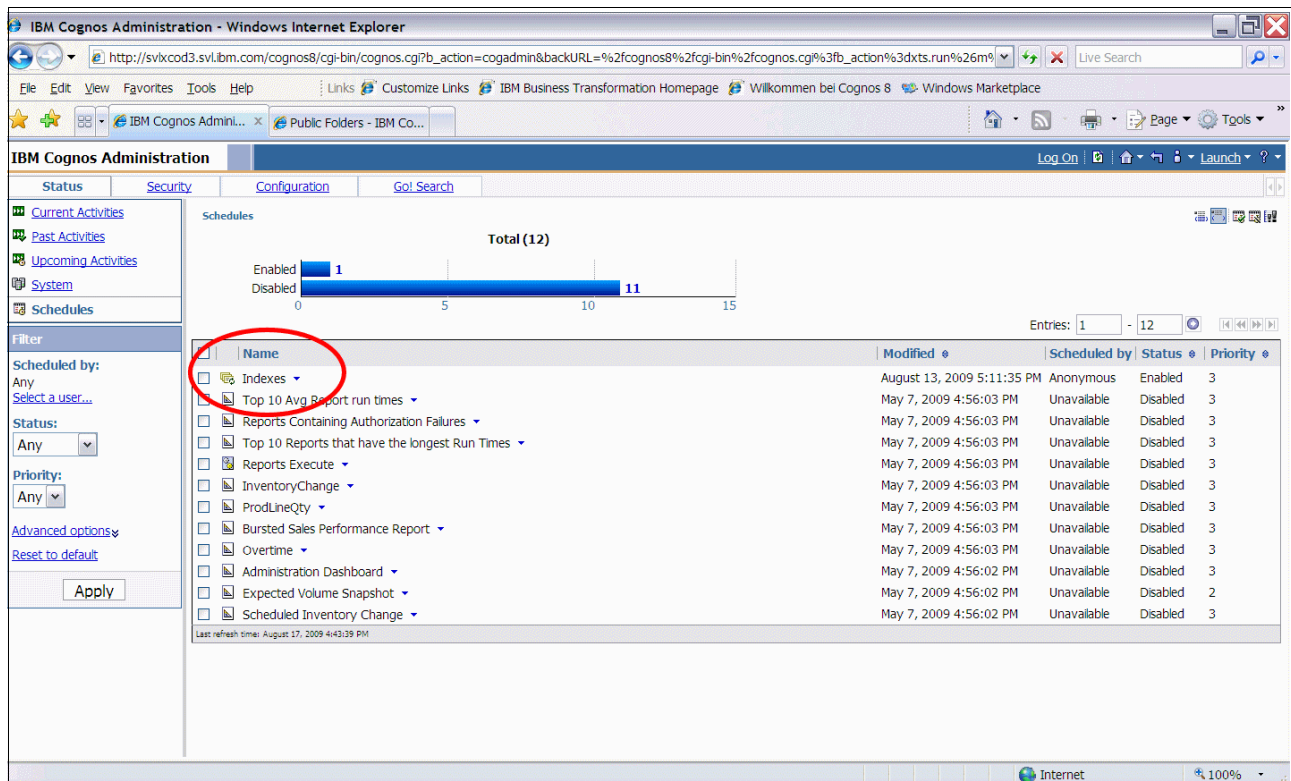 IBM Cognos Administration - Windows Internet Explorer
http://svlxcod3.svl.ibm.com/cognos8/cgi-bin/cognos.cgi?b_action=cogadmin&backURL=%2fcognos8%2fcgi-bin%2fcognos.cgi%3fb_action%3dxts.run%26m% Live Search
File Edit View Favorites Tools Help Links Customize Links IBM Business Transformation Homepage Willkommen bei Cognos 8 Windows Marketplace
IBM Cognos Admini... x Public Folders - IBM Co... Page Tools »
IBM Cognos Administration Log On Launch ?
Status Security Configuration Go! Search
Current Activities
Past Activities
Upcoming Activities
System
Schedules
Filter
Scheduled by:
Any
Select a user...
Status:
Any
Priority:
Any
Advanced options
Reset to default
Apply
Schedules
Total (12)
Enabled 1
Disabled 11
0 5 10 15
Entries: 1 - 12
Name Modified Scheduled by Status Priority
Indexes August 13, 2009 5:11:35 PM Anonymous Enabled 3
Top 10 Avg Report run times May 7, 2009 4:56:03 PM Unavailable Disabled 3
Reports Containing Authorization Failures May 7, 2009 4:56:03 PM Unavailable Disabled 3
Top 10 Reports that have the longest Run Times May 7, 2009 4:56:03 PM Unavailable Disabled 3
Reports Execute May 7, 2009 4:56:03 PM Unavailable Disabled 3
InventoryChange May 7, 2009 4:56:03 PM Unavailable Disabled 3
ProdLineQty May 7, 2009 4:56:03 PM Unavailable Disabled 3
Bursted Sales Performance Report May 7, 2009 4:56:03 PM Unavailable Disabled 3
Overtime May 7, 2009 4:56:03 PM Unavailable Disabled 3
Administration Dashboard May 7, 2009 4:56:02 PM Unavailable Disabled 3
Expected Volume Snapshot May 7, 2009 4:56:02 PM Unavailable Disabled 2
Scheduled Inventory Change May 7, 2009 4:56:02 PM Unavailable Disabled 3
Last refresh time: August 17, 2009 4:43:39 PM
Internet 100%